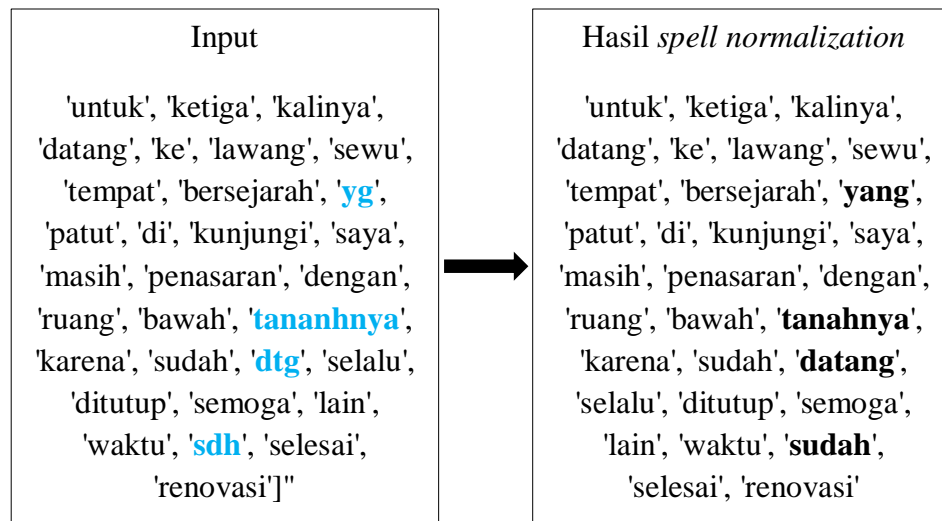 Input
'untuk', 'ketiga', 'kalinya',
'datang', 'ke', 'lawang', 'sewu',
'tempat', 'bersejarah', 'yg',
'patut', 'di', 'kunjungi', 'saya',
'masih', 'penasaran', 'dengan',
'ruang', 'bawah', 'tananhnya',
'karena', 'sudah', 'dtg', 'selalu',
'ditutup', 'semoga', 'lain',
'waktu', 'sdh', 'selesai',
'renovasi']"
Hasil spell normalization
'untuk', 'ketiga', 'kalinya',
'datang', 'ke', 'lawang', 'sewu',
'tempat', 'bersejarah', 'yang',
'patut', 'di', 'kunjungi', 'saya',
'masih', 'penasaran', 'dengan',
'ruang', 'bawah', 'tanahnya',
'karena', 'sudah', 'datang',
'selalu', 'ditutup', 'semoga',
'lain', 'waktu', 'sudah',
'selesai', 'renovasi'